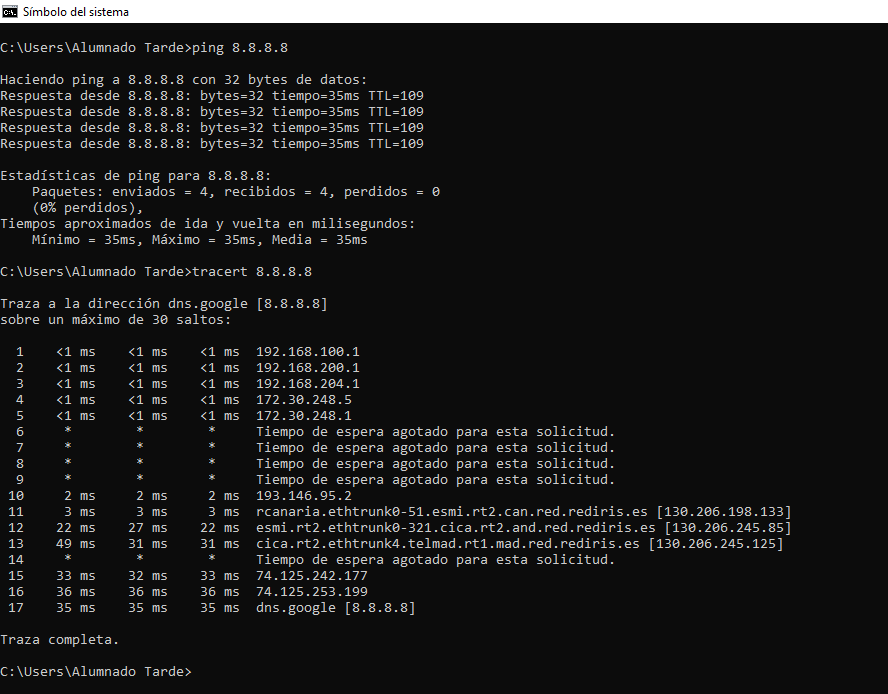 Símbolo del sistema
C:\Users\Alumnado Tarde>ping 8.8.8.8
Haciendo ping a 8.8.8.8 con 32 bytes de datos:
Respuesta desde 8.8.8.8: bytes=32 tiempo=35ms TTL=109
Respuesta desde 8.8.8.8: bytes=32 tiempo=35ms TTL=109
Respuesta desde 8.8.8.8: bytes=32 tiempo=35ms TTL=109
Respuesta desde 8.8.8.8: bytes=32 tiempo=35ms TTL=109
Estadísticas de ping para 8.8.8.8:
    Paquetes: enviados = 4, recibidos = 4, perdidos = 0
    (0% perdidos),
Tiempos aproximados de ida y vuelta en milisegundos:
    Mínimo = 35ms, Máximo = 35ms, Media = 35ms
C:\Users\Alumnado Tarde>tracert 8.8.8.8
Traza a la dirección dns.google [8.8.8.8]
sobre un máximo de 30 saltos:
  1    <1 ms    <1 ms    <1 ms  192.168.100.1
  2    <1 ms    <1 ms    <1 ms  192.168.200.1
  3    <1 ms    <1 ms    <1 ms  192.168.204.1
  4    <1 ms    <1 ms    <1 ms  172.30.248.5
  5    <1 ms    <1 ms    <1 ms  172.30.248.1
  6     *        *        *     Tiempo de espera agotado para esta solicitud.
  7     *        *        *     Tiempo de espera agotado para esta solicitud.
  8     *        *        *     Tiempo de espera agotado para esta solicitud.
  9     *        *        *     Tiempo de espera agotado para esta solicitud.
 10     2 ms     2 ms     2 ms  193.146.95.2
 11     3 ms     3 ms     3 ms  rcanaria.ethtrunk0-51.esmi.rt2.can.red.rediris.es [130.206.198.133]
 12    22 ms    27 ms    22 ms  esmi.rt2.ethtrunk0-321.cica.rt2.and.red.rediris.es [130.206.245.85]
 13    49 ms    31 ms    31 ms  cica.rt2.ethtrunk4.telmad.rt1.mad.red.rediris.es [130.206.245.125]
 14     *        *        *     Tiempo de espera agotado para esta solicitud.
 15    33 ms    32 ms    33 ms  74.125.242.177
 16    36 ms    36 ms    36 ms  74.125.253.199
 17    35 ms    35 ms    35 ms  dns.google [8.8.8.8]
Traza completa.
C:\Users\Alumnado Tarde>